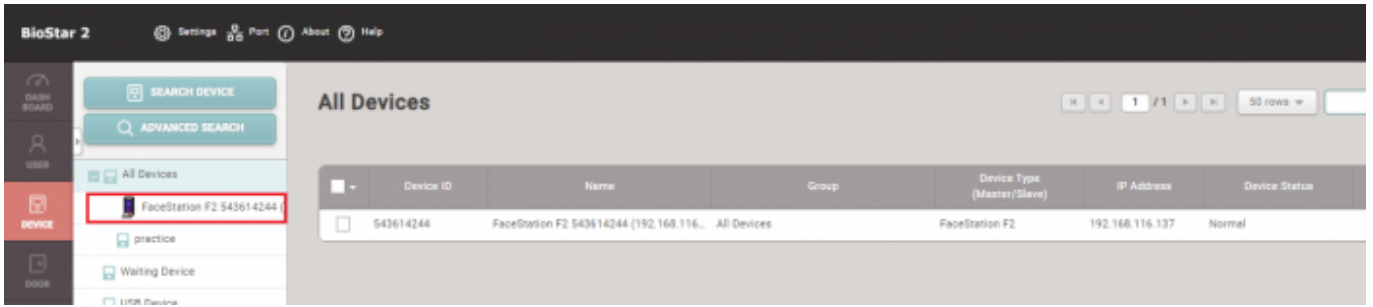 BioStar 2
Settings Port About Help
DASH
BOARD
USER
DEVICE
DOOR
SEARCH DEVICE
ADVANCED SEARCH
All Devices
FaceStation F2 543614244 (
practice
Waiting Device
USB Device
All Devices
1 / 1
50 rows
Device ID Name Group Device Type (Master/Slave) IP Address Device Status
543614244 FaceStation F2 543614244 (192.168.116... All Devices FaceStation F2 192.168.116.137 Normal